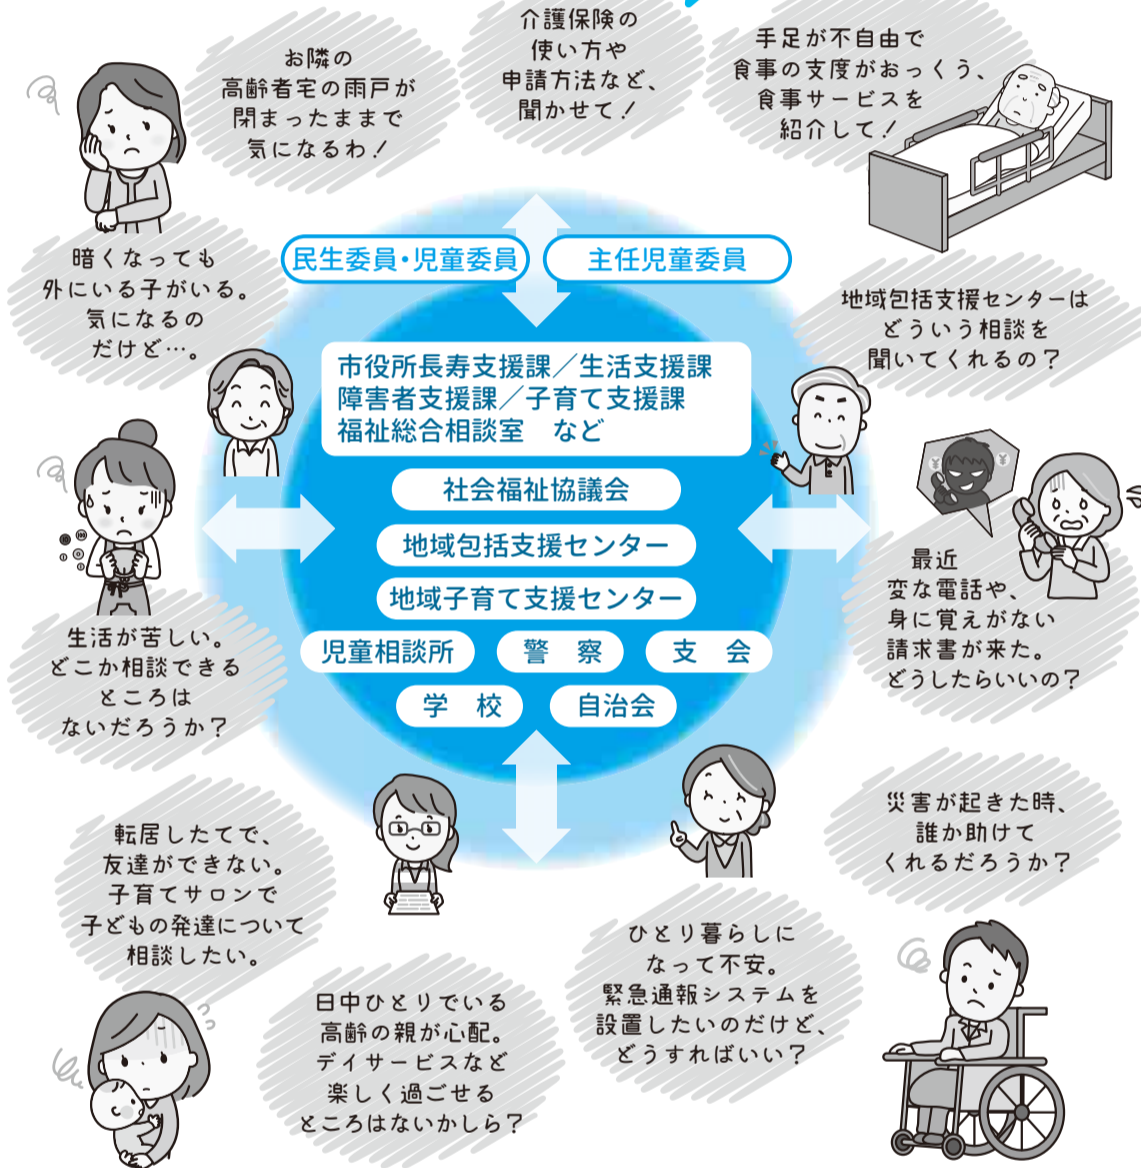 お隣の
高齢者宅の雨戸が
閉まったままで
気になるわ！
介護保険の
使い方や
申請方法など、
聞かせて！
手足が不自由で
食事の支度がおっくう、
食事サービスを
紹介して！
暗くなっても
外にいる子がいる。
気になるの
だけど…。
民生委員・児童委員
主任児童委員
地域包括支援センターは
どういう相談を
聞いてくれるの？
市役所長寿支援課／生活支援課
障害者支援課／子育て支援課
福祉総合相談室　など
社会福祉協議会
地域包括支援センター
地域子育て支援センター
児童相談所
警　察
支　会
学　校
自治会
最近
変な電話や、
身に覚えがない
請求書が来た。
どうしたらいいの？
生活が苦しい。
どこか相談できる
ところは
ないだろうか？
転居したてで、
友達ができない。
子育てサロンで
子どもの発達について
相談したい。
災害が起きた時、
誰か助けて
くれるだろうか？
日中ひとりでいる
高齢の親が心配。
デイサービスなど
楽しく過ごせる
ところはないかしら？
ひとり暮らしに
なって不安。
緊急通報システムを
設置したいのだけど、
どうすればいい？